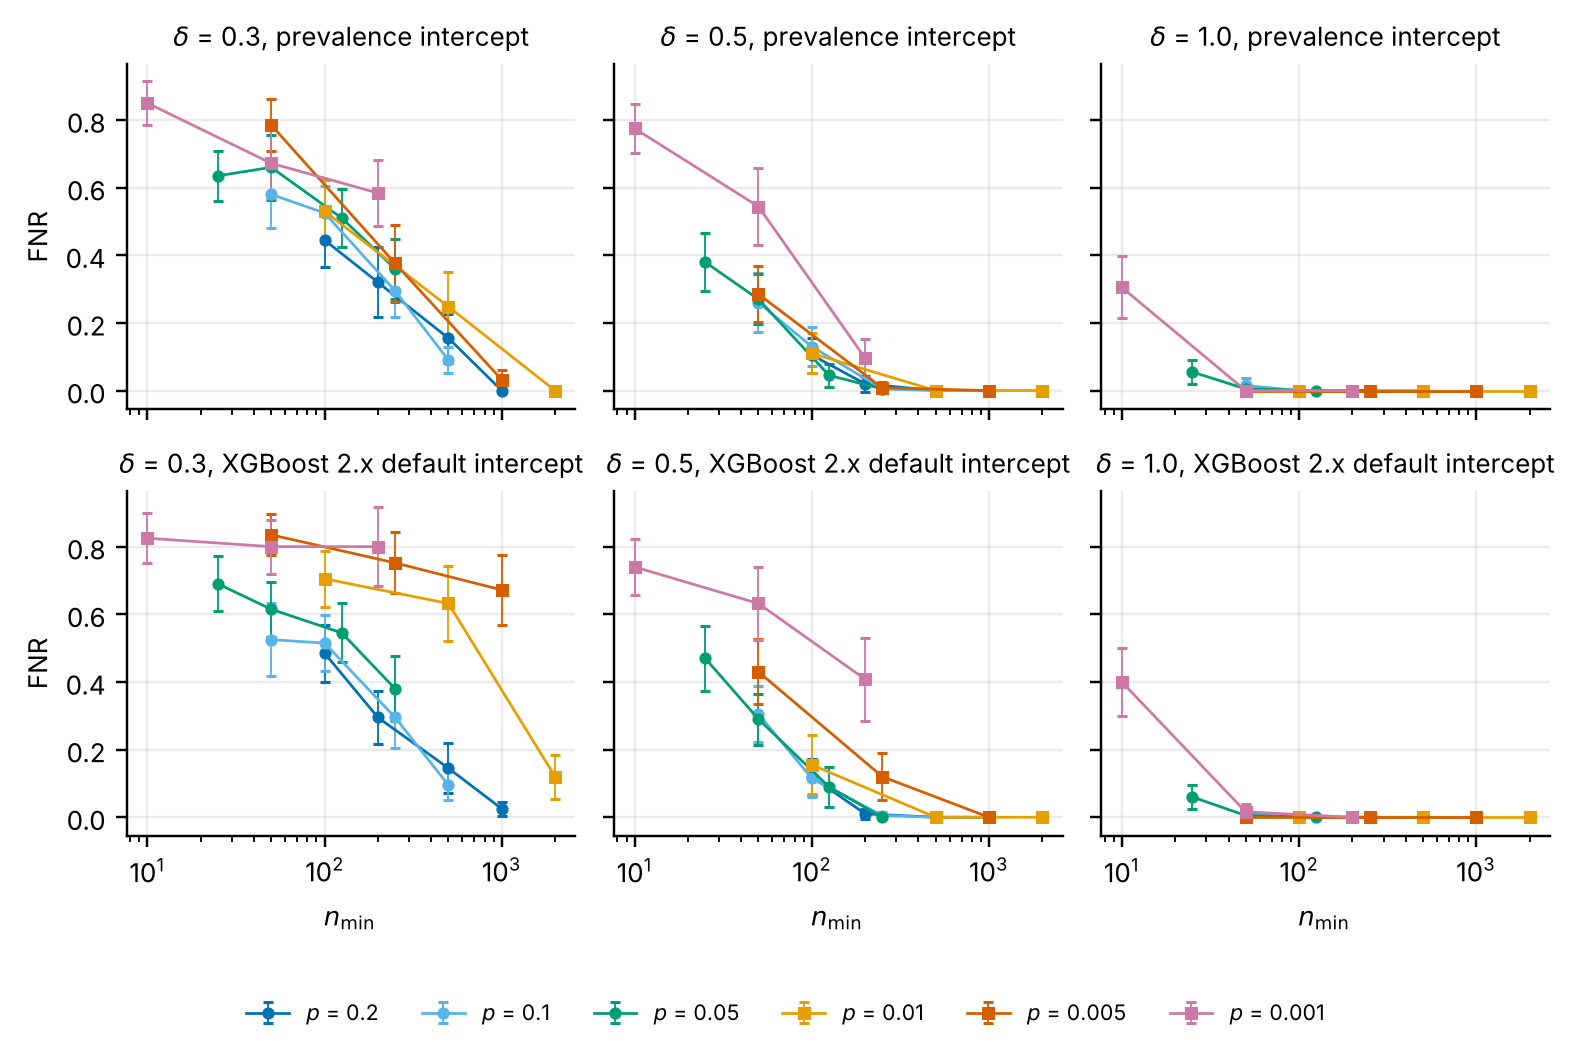 δ = 0.3, prevalence intercept
δ = 0.5, prevalence intercept
δ = 1.0, prevalence intercept
FNR
0.8
0.6
0.4
0.2
0.0
δ = 0.3, XGBoost 2.x default intercept
δ = 0.5, XGBoost 2.x default intercept
δ = 1.0, XGBoost 2.x default intercept
FNR
0.8
0.6
0.4
0.2
0.0
10¹ 10² 10³
10¹ 10² 10³
10¹ 10² 10³
n_min
n_min
n_min
p = 0.2 p = 0.1 p = 0.05 p = 0.01 p = 0.005 p = 0.001